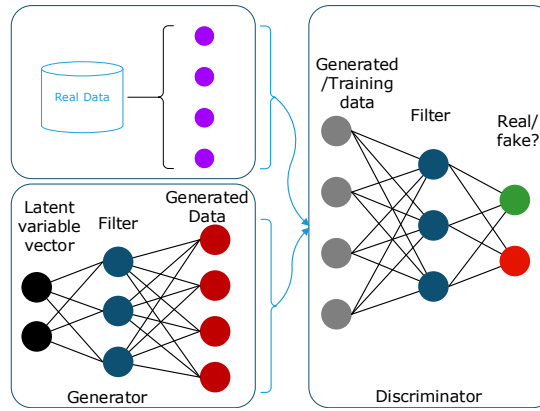 Real Data
Latent
variable
vector
Filter
Generated
Data
Generator
Generated
/Training
data
Filter
Real/
fake?
Discriminator